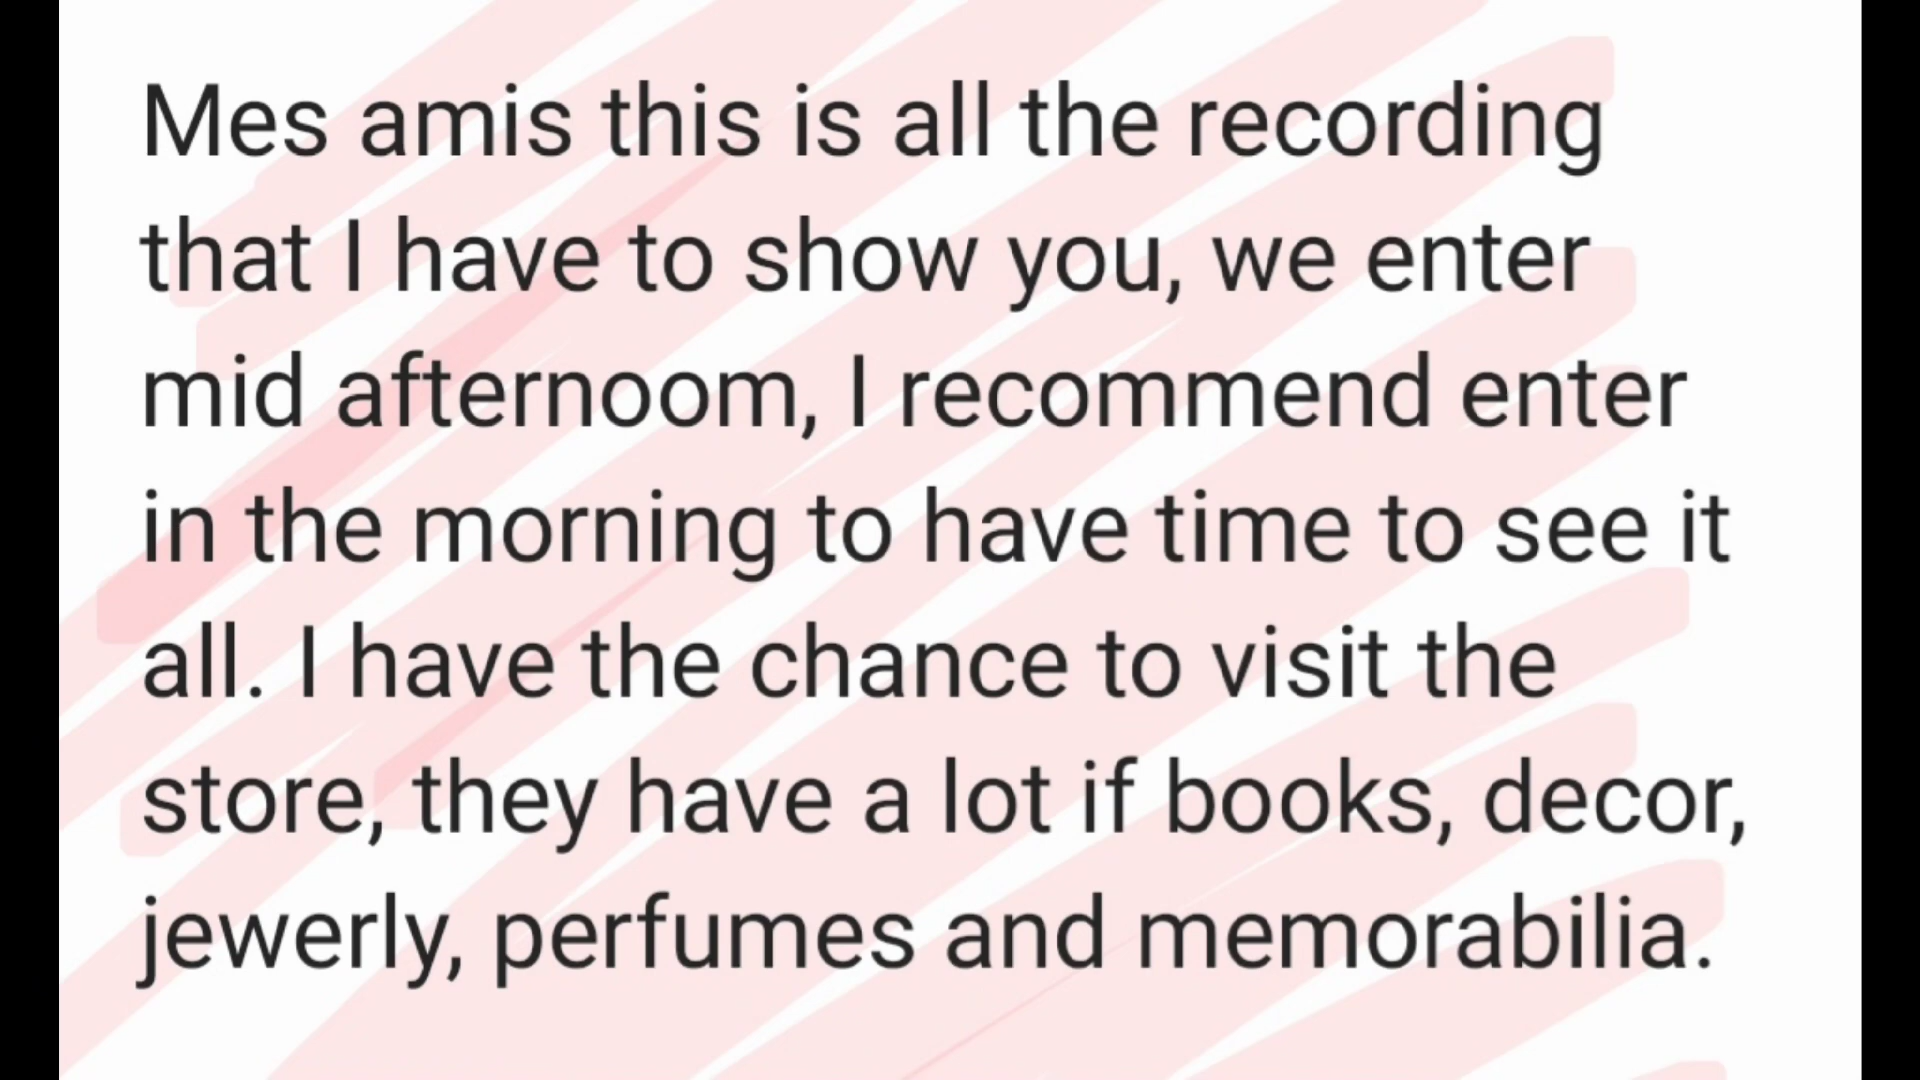 Mes amis this is all the recording
that I have to show you, we enter
mid afternoom, I recommend enter
in the morning to have time to see it
all. I have the chance to visit the
store, they have a lot if books, decor,
jewerly, perfumes and memorabilia.